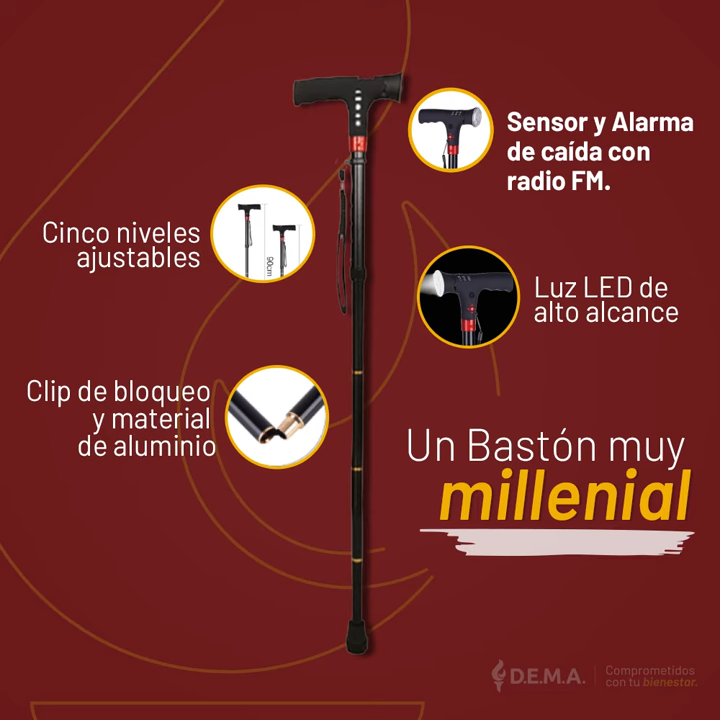 Sensor y Alarma
de caída con
radio FM.
Cinco niveles
ajustables
90cm
Luz LED de
alto alcance
Clip de bloqueo
y material
de aluminio
Un Bastón muy
millenial
D.E.M.A.
Comprometidos
con tu bienestar.